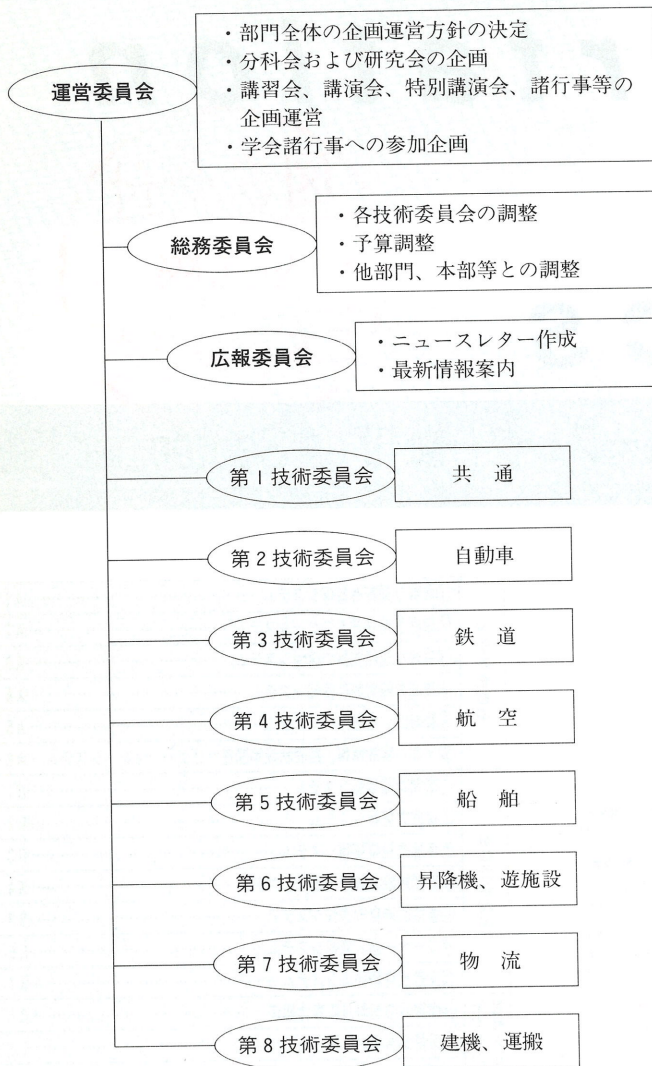 ・部門全体の企画運営方針の決定
・分科会および研究会の企画
運営委員会
・講習会、講演会、特別講演会、諸行事等の
企画運営
・学会諸行事への参加企画
総務委員会
・各技術委員会の調整
・予算調整
・他部門、本部等との調整
広報委員会
・ニュースレター作成
・最新情報案内
第1技術委員会 共通
第2技術委員会 自動車
第3技術委員会 鉄道
第4技術委員会 航空
第5技術委員会 船舶
第6技術委員会 昇降機、遊施設
第7技術委員会 物流
第8技術委員会 建機、運搬